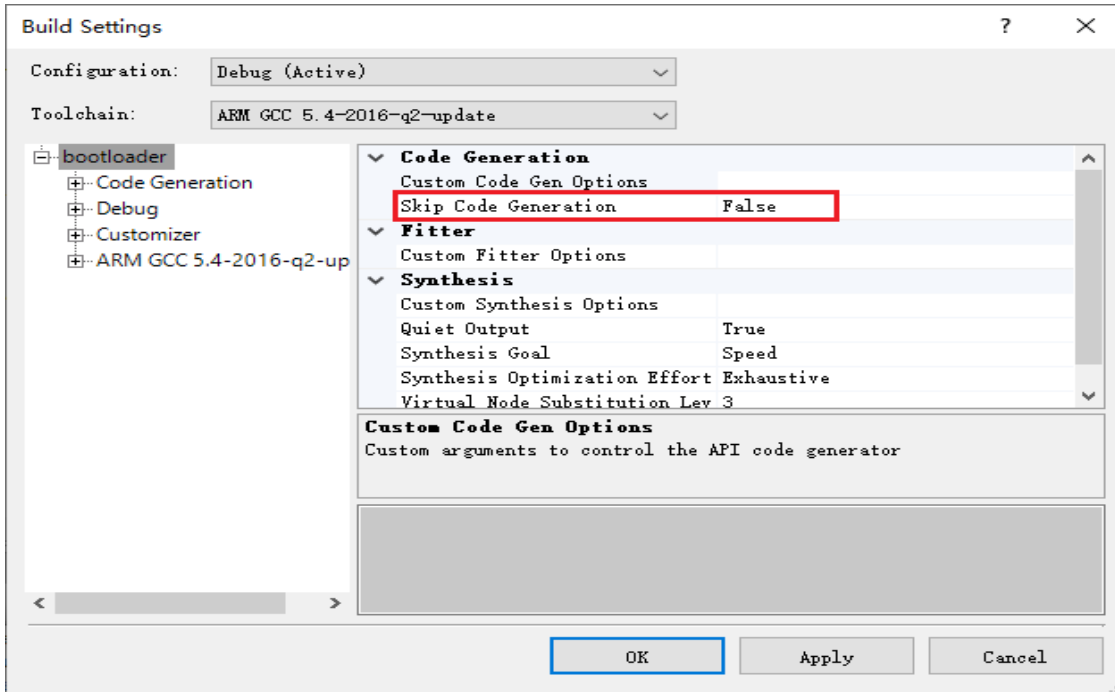 Build Settings
Configuration: Debug (Active)
Toolchain: ARM GCC 5.4-2016-q2-update
bootloader
Code Generation
Debug
Customizer
ARM GCC 5.4-2016-q2-up
Code Generation
Custom Code Gen Options
Skip Code Generation False
Fitter
Custom Fitter Options
Synthesis
Custom Synthesis Options
Quiet Output True
Synthesis Goal Speed
Synthesis Optimization Effort Exhaustive
Virtual Node Substitution Lev 3
Custom Code Gen Options
Custom arguments to control the API code generator
OK Apply Cancel